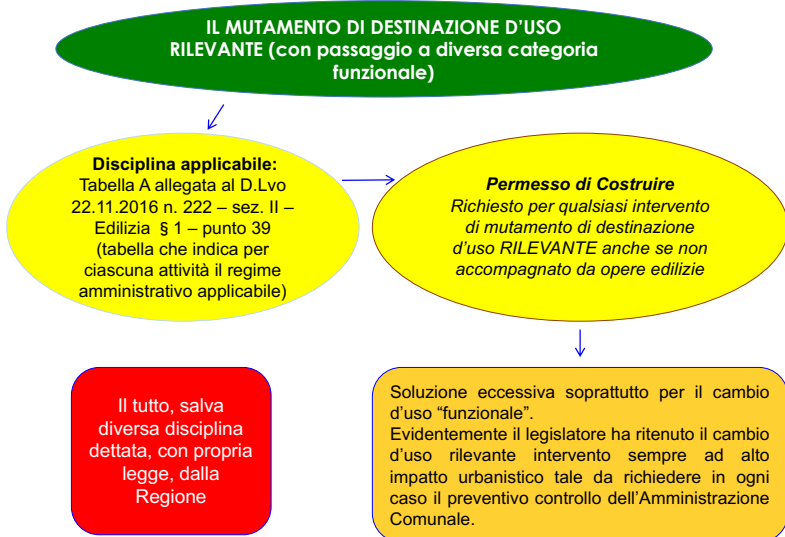 IL MUTAMENTO DI DESTINAZIONE D'USO
RILEVANTE (con passaggio a diversa categoria
funzionale)
Disciplina applicabile:
Tabella A allegata al D.Lvo
22.11.2016 n. 222 – sez. II –
Edilizia § 1 – punto 39
(tabella che indica per
ciascuna attività il regime
amministrativo applicabile)
Permesso di Costruire
Richiesto per qualsiasi intervento
di mutamento di destinazione
d'uso RILEVANTE anche se non
accompagnato da opere edilizie
Il tutto, salva
diversa disciplina
dettata, con propria
legge, dalla
Regione
Soluzione eccessiva soprattutto per il cambio
d'uso "funzionale".
Evidentemente il legislatore ha ritenuto il cambio
d'uso rilevante intervento sempre ad alto
impatto urbanistico tale da richiedere in ogni
caso il preventivo controllo dell'Amministrazione
Comunale.